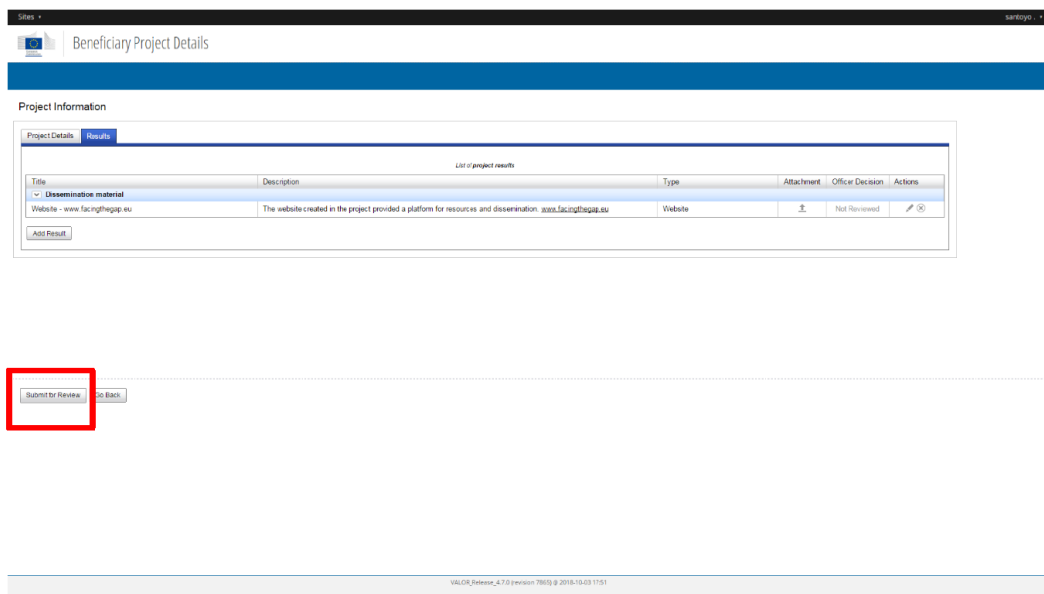 Sites
santoyo .
Beneficiary Project Details
Project Information
Project Details Results
List of project results
Title Description Type Attachment Officer Decision Actions
Dissemination material
Website - www.facingthegap.eu The website created in the project provided a platform for resources and dissemination. www.facingthegap.eu Website Not Reviewed
Add Result
Submit for Review Go Back
VALOR_Release_4.7.0 (revision 7865) @ 2018-10-03 17:51